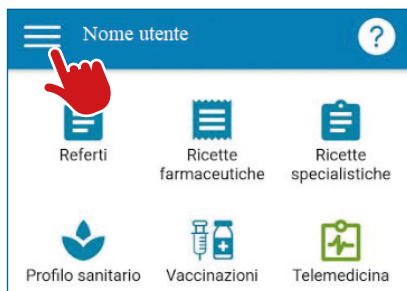 Nome utente
?
Referti
Ricette
farmaceutiche
Ricette
specialistiche
Profilo sanitario
Vaccinazioni
Telemedicina